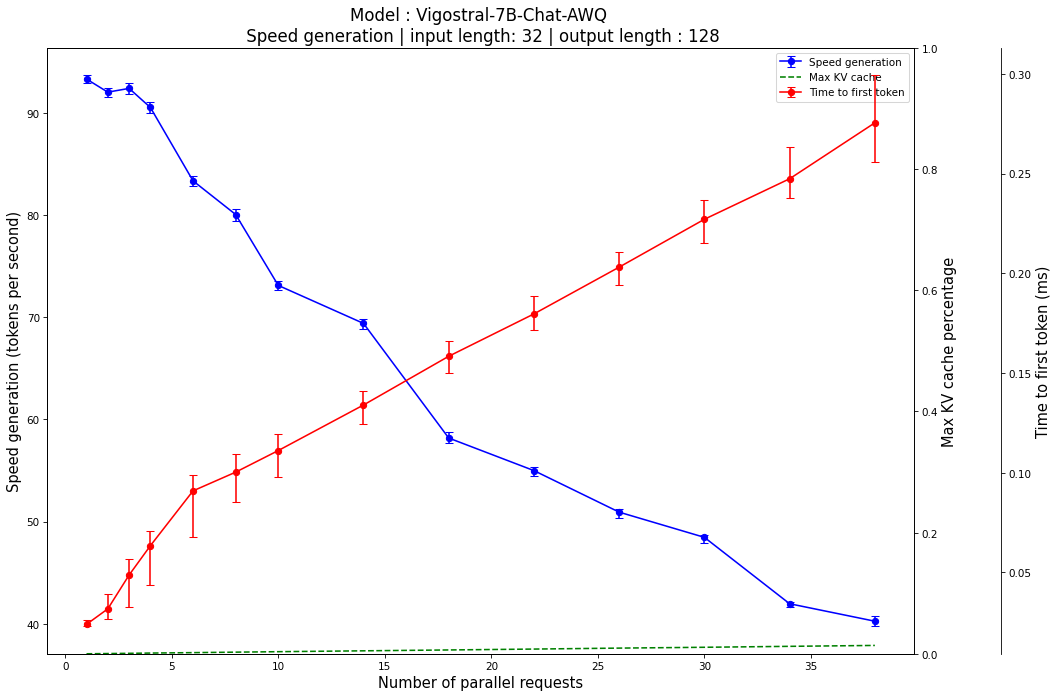 Model : Vigostral-7B-Chat-AWQ
Speed generation | input length: 32 | output length : 128
Speed generation
Max KV cache
Time to first token
Speed generation (tokens per second)
90
80
70
60
50
40
0
5
10
15
20
25
30
35
Number of parallel requests
1.0
0.8
0.6
0.4
0.2
0.0
Max KV cache percentage
0.30
0.25
0.20
0.15
0.10
0.05
Time to first token (ms)